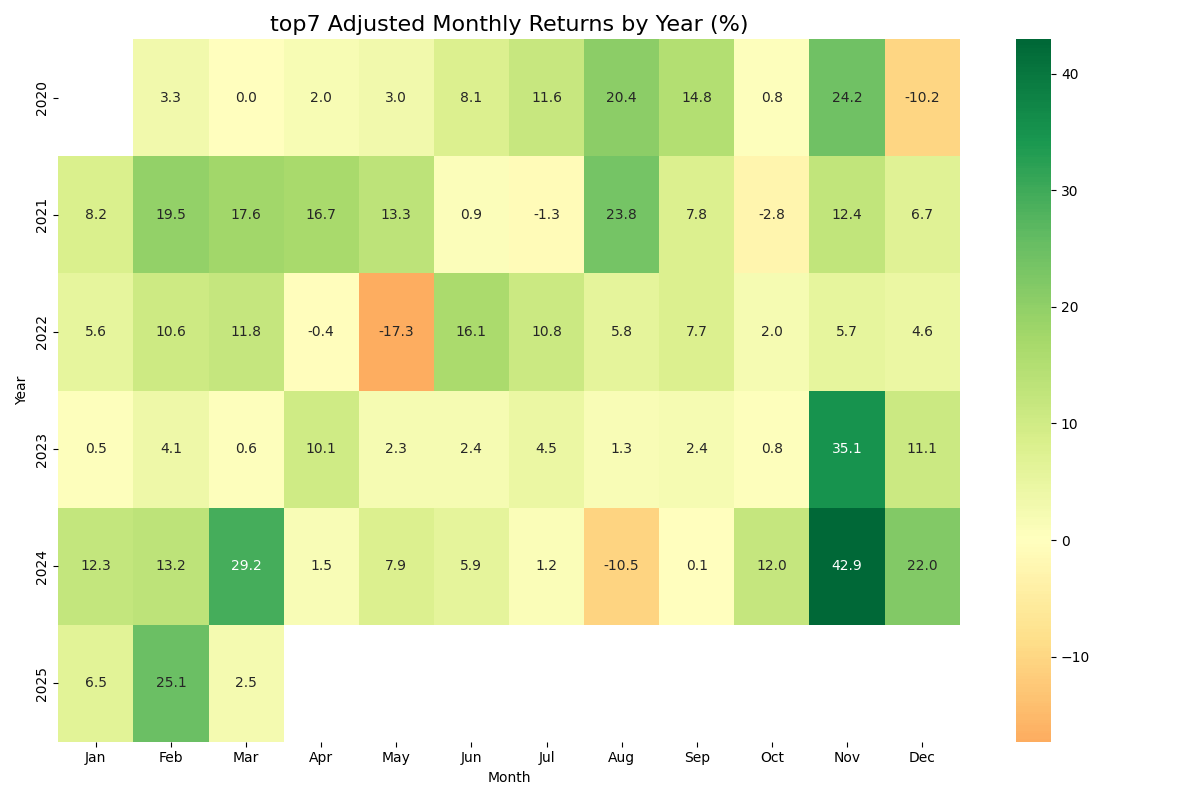 top7 Adjusted Monthly Returns by Year (%)
2020 3.3 0.0 2.0 3.0 8.1 11.6 20.4 14.8 0.8 24.2 -10.2
2021 8.2 19.5 17.6 16.7 13.3 0.9 -1.3 23.8 7.8 -2.8 12.4 6.7
2022 5.6 10.6 11.8 -0.4 -17.3 16.1 10.8 5.8 7.7 2.0 5.7 4.6
2023 0.5 4.1 0.6 10.1 2.3 2.4 4.5 1.3 2.4 0.8 35.1 11.1
2024 12.3 13.2 29.2 1.5 7.9 5.9 1.2 -10.5 0.1 12.0 42.9 22.0
2025 6.5 25.1 2.5
Jan Feb Mar Apr May Jun Jul Aug Sep Oct Nov Dec
Month
Year
40
30
20
10
0
−10